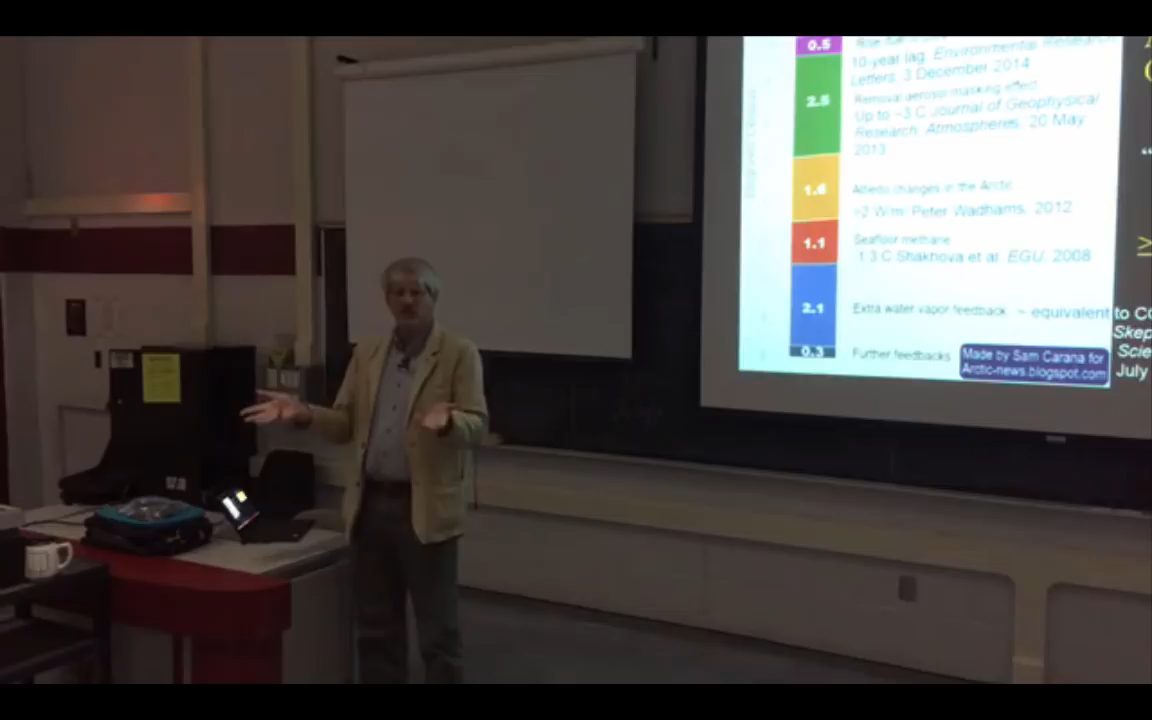 0.5
10-year lag. Environmental Research
Letters. 3 December 2014
2.5
Removal aerosol masking effect
Up to ~3 C Journal of Geophysical
Research: Atmospheres. 20 May
2013
1.6
Albedo changes in the Arctic
Peter Wadhams. 2012
1.1
Seafloor methane
Shakhova et al. EGU. 2008
2.1
Extra water vapor feedback ~ equivalent to
0.3
Further feedbacks
Made by Sam Carana for
Arctic-news.blogspot.com
July